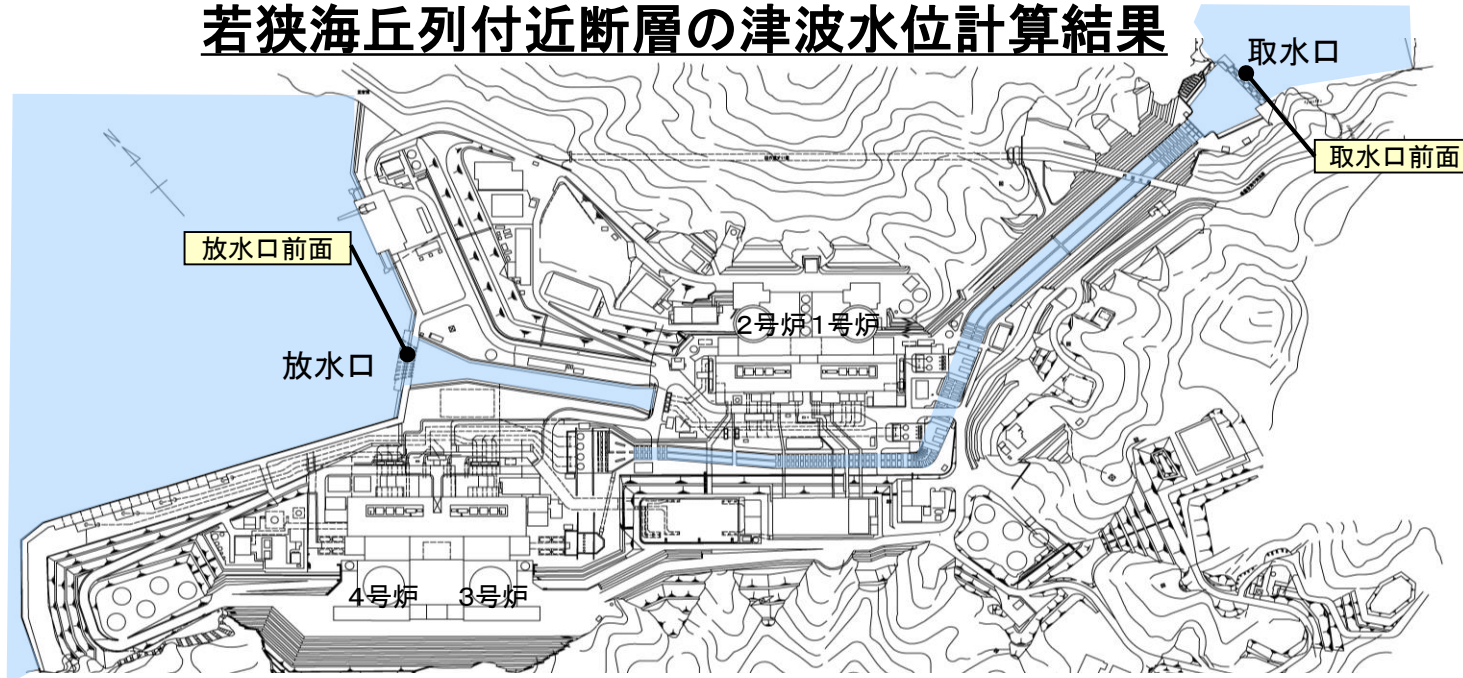 若狭海丘列付近断層の津波水位計算結果
取水口
取水口前面
N
放水口前面
放水口
2号炉 1号炉
4号炉 3号炉